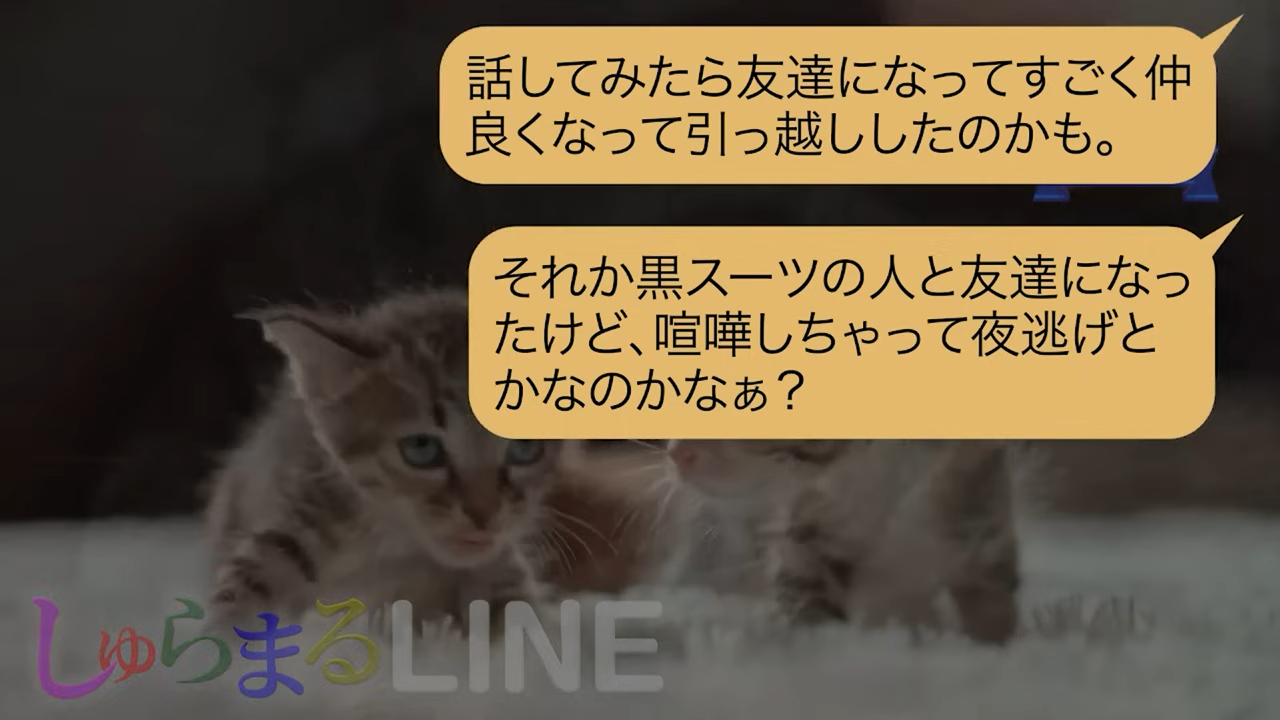 話してみたら友達になってすごく仲
良くなって引っ越ししたのかも。
それか黒スーツの人と友達になっ
たけど、喧嘩しちゃって夜逃げと
かなのかなぁ？
しゅらまるLINE